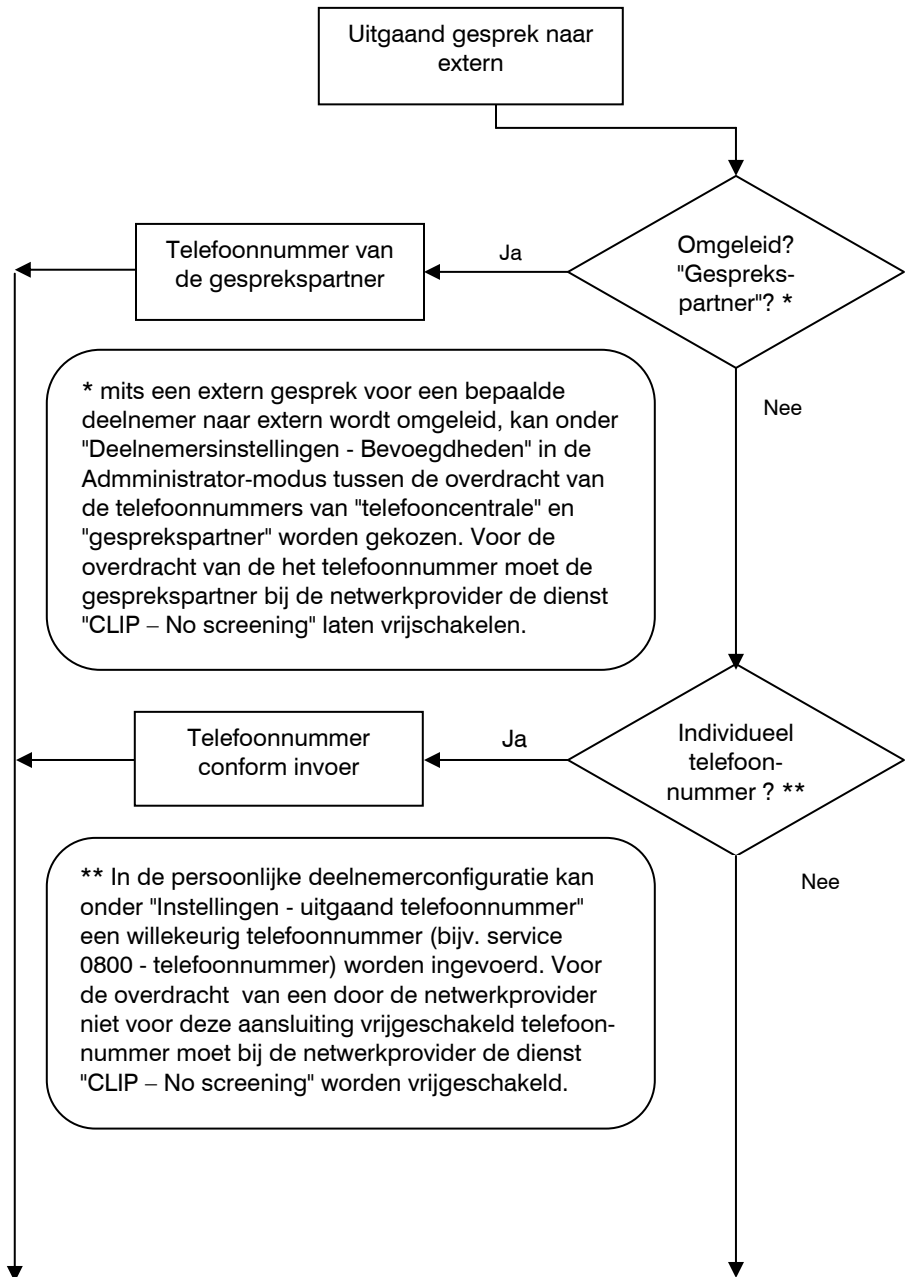 Uitgaand gesprek naar
extern
Telefoonnummer van
de gesprekspartner
Ja
Omgeleid?
"Gespreks-
partner"? *
Nee
* mits een extern gesprek voor een bepaalde
deelnemer naar extern wordt omgeleid, kan onder
"Deelnemersinstellingen - Bevoegdheden" in de
Admministrator-modus tussen de overdracht van
de telefoonnummers van "telefooncentrale" en
"gesprekspartner" worden gekozen. Voor de
overdracht van de het telefoonnummer moet de
gesprekspartner bij de netwerkprovider de dienst
"CLIP – No screening" laten vrijschakelen.
Telefoonnummer
conform invoer
Ja
Individueel
telefoon-
nummer ? **
Nee
** In de persoonlijke deelnemerconfiguratie kan
onder "Instellingen - uitgaand telefoonnummer"
een willekeurig telefoonnummer (bijv. service
0800 - telefoonnummer) worden ingevoerd. Voor
de overdracht  van een door de netwerkprovider
niet voor deze aansluiting vrijgeschakeld telefoon-
nummer moet bij de netwerkprovider de dienst
"CLIP – No screening" worden vrijgeschakeld.